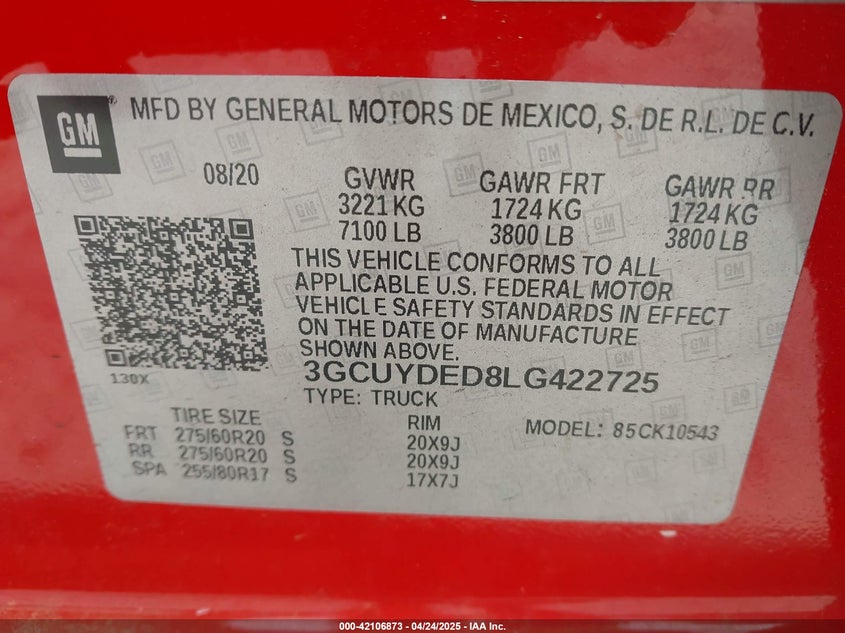 GM
MFD BY GENERAL MOTORS DE MEXICO, S. DE R.L. DE C.V.
08/20
GVWR GAWR FRT GAWR RR
3221 KG 1724 KG 1724 KG
7100 LB 3800 LB 3800 LB
THIS VEHICLE CONFORMS TO ALL
APPLICABLE U.S. FEDERAL MOTOR
VEHICLE SAFETY STANDARDS IN EFFECT
ON THE DATE OF MANUFACTURE
SHOWN ABOVE.
130X
3GCUYDED8LG422725
TYPE: TRUCK
TIRE SIZE RIM MODEL: 85CK10543
FRT 275/60R20 S 20X9J
RR 275/60R20 S 20X9J
SPA 255/80R17 S 17X7J
000-42106873 - 04/24/2025 - IAA Inc.